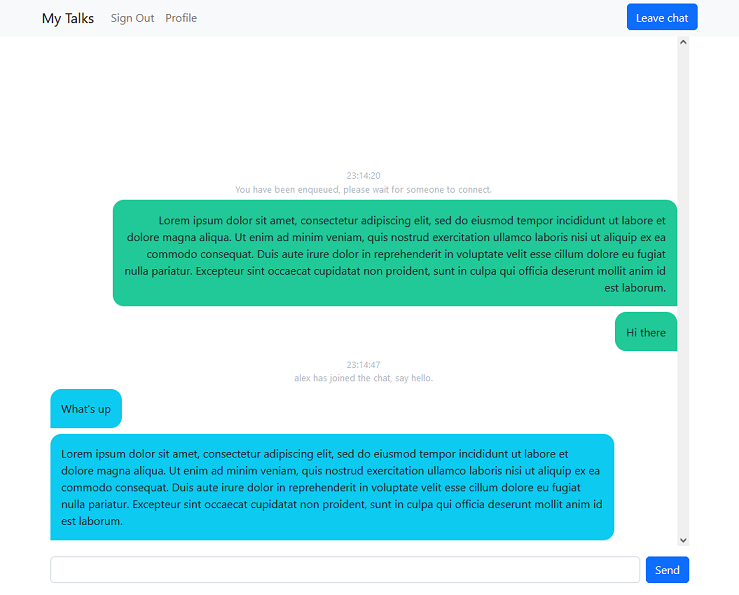 My Talks Sign Out Profile Leave chat
23:14:20
You have been enqueued, please wait for someone to connect.
Lorem ipsum dolor sit amet, consectetur adipiscing elit, sed do eiusmod tempor incididunt ut labore et
dolore magna aliqua. Ut enim ad minim veniam, quis nostrud exercitation ullamco laboris nisi ut aliquip ex ea
commodo consequat. Duis aute irure dolor in reprehenderit in voluptate velit esse cillum dolore eu fugiat
nulla pariatur. Excepteur sint occaecat cupidatat non proident, sunt in culpa qui officia deserunt mollit anim id
est laborum.
Hi there
23:14:47
alex has joined the chat, say hello.
What's up
Lorem ipsum dolor sit amet, consectetur adipiscing elit, sed do eiusmod tempor incididunt ut labore et
dolore magna aliqua. Ut enim ad minim veniam, quis nostrud exercitation ullamco laboris nisi ut aliquip ex ea
commodo consequat. Duis aute irure dolor in reprehenderit in voluptate velit esse cillum dolore eu fugiat
nulla pariatur. Excepteur sint occaecat cupidatat non proident, sunt in culpa qui officia deserunt mollit anim id
est laborum.
Send